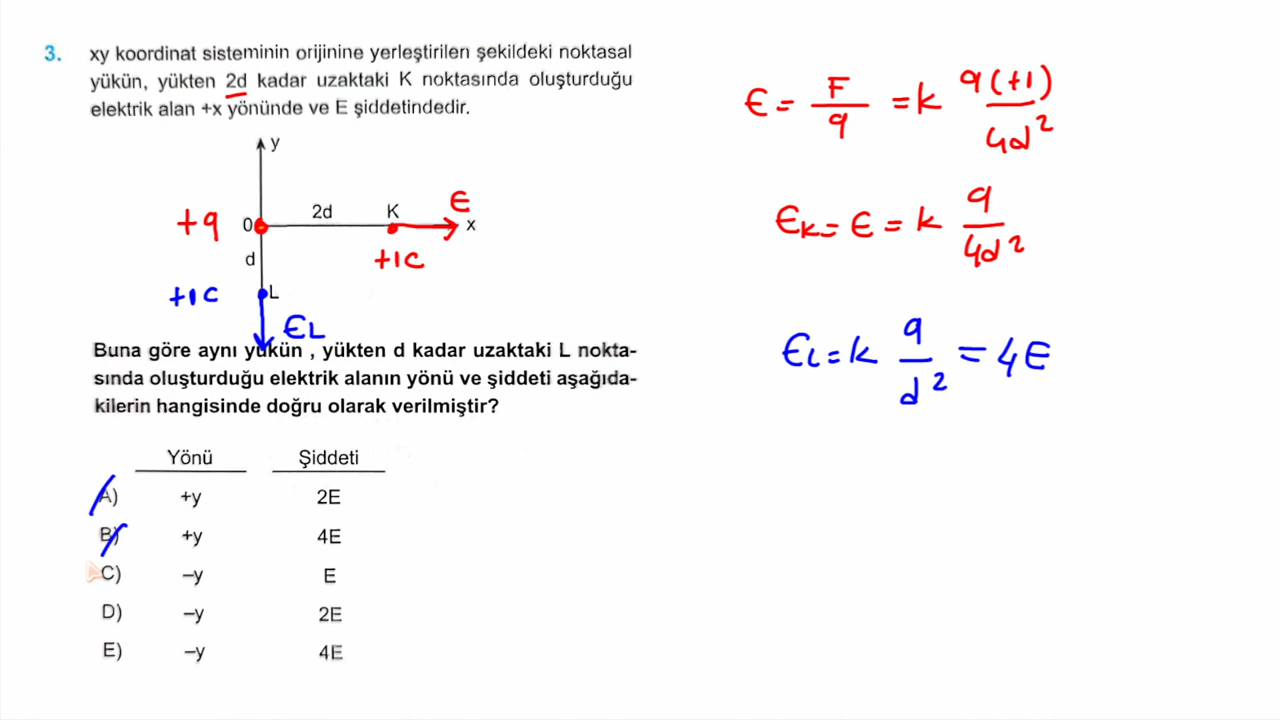 3. xy koordinat sisteminin orijinine yerleştirilen şekildeki noktasal
yükün, yükten 2d kadar uzaktaki K noktasında oluşturduğu
elektrik alan +x yönünde ve E şiddetindedir.
y
+q 0 2d K E x
+1C
d
+1C L
EL
Buna göre aynı yükün , yükten d kadar uzaktaki L nokta-
sında oluşturduğu elektrik alanın yönü ve şiddeti aşağıda-
kilerin hangisinde doğru olarak verilmiştir?
Yönü Şiddeti
A) +y 2E
B) +y 4E
C) –y E
D) –y 2E
E) –y 4E
E = F/q = k q(+1)/4d²
EK = E = k q/4d²
EL = k q/d² = 4E